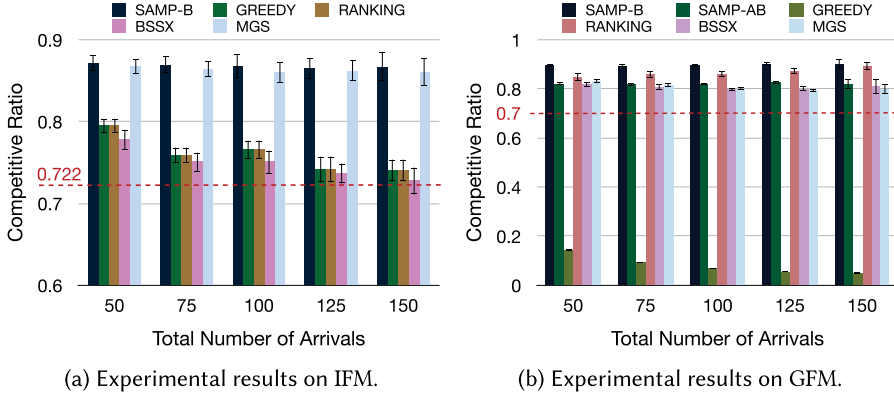 SAMP-B GREEDY RANKING
BSSX MGS
0.9
0.8
0.722
0.7
0.6
Competitive Ratio
50 75 100 125 150
Total Number of Arrivals
(a) Experimental results on IFM.
SAMP-B SAMP-AB GREEDY
RANKING BSSX MGS
1
0.8
0.7
0.6
0.4
0.2
0
Competitive Ratio
50 75 100 125 150
Total Number of Arrivals
(b) Experimental results on GFM.